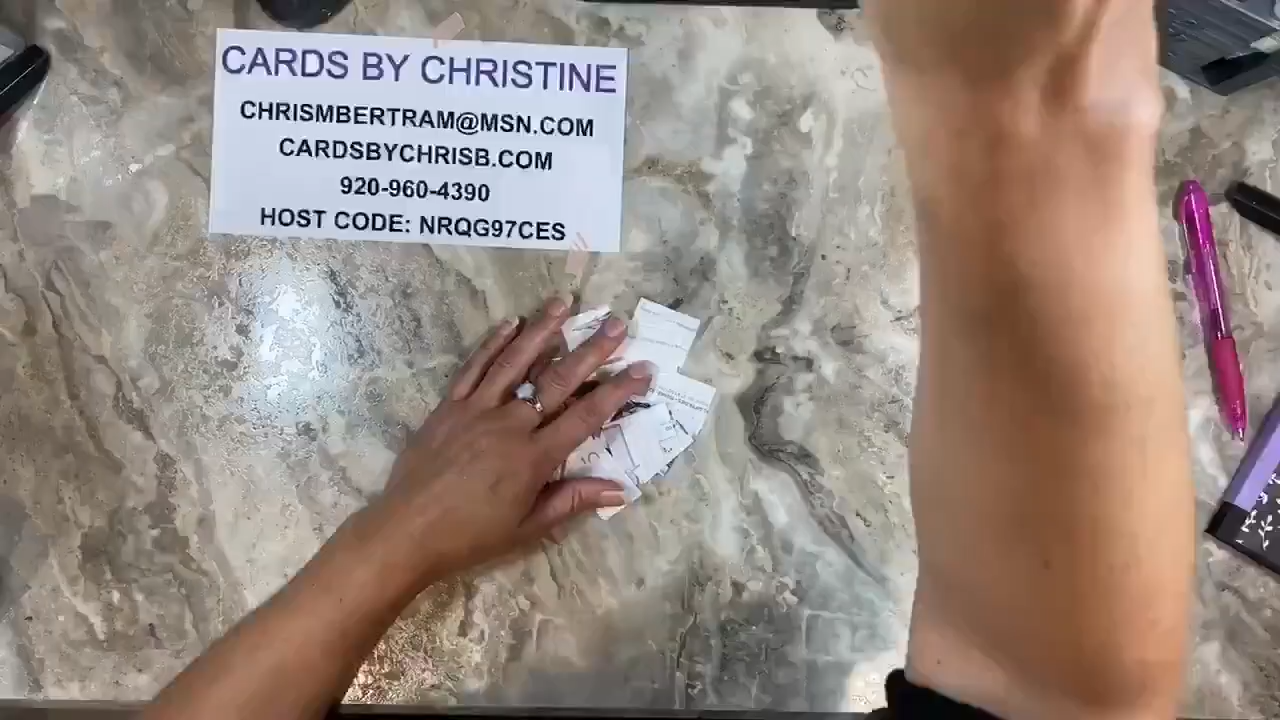 CARDS BY CHRISTINE
CHRISMBERTRAM@MSN.COM
CARDSBYCHRISB.COM
920-960-4390
HOST CODE: NRQG97CES